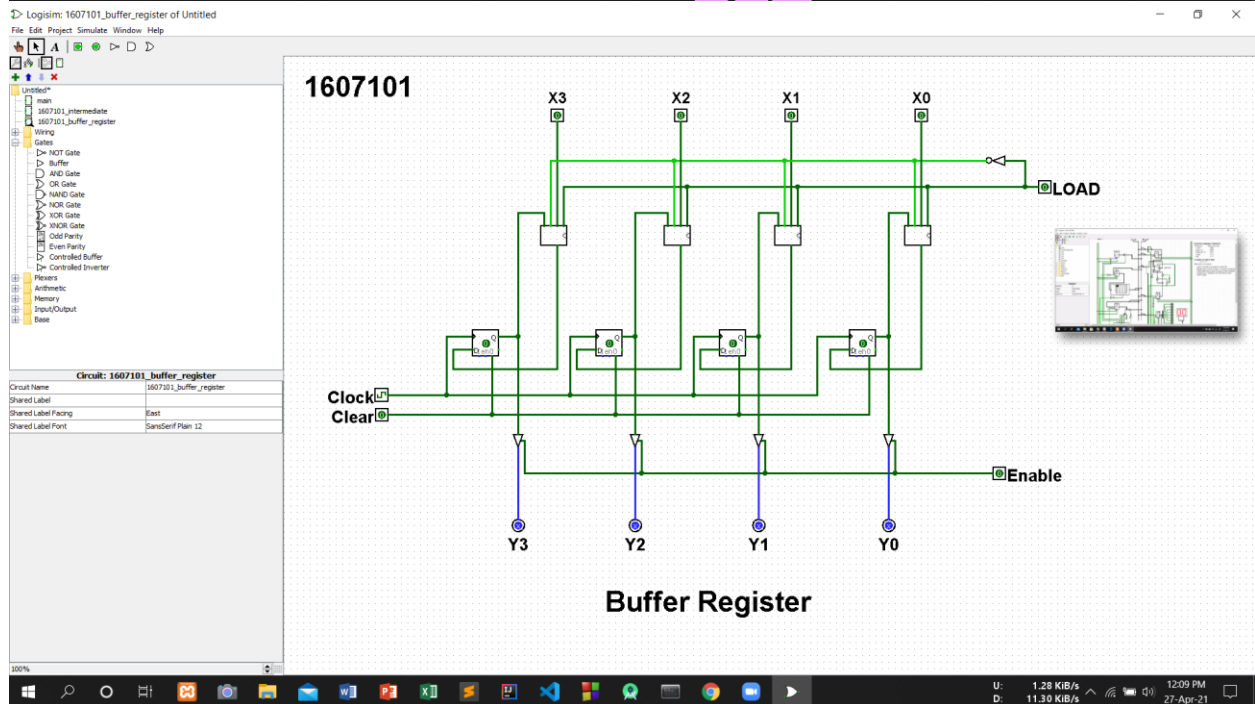 Logisim: 1607101_buffer_register of Untitled
File Edit Project Simulate Window Help
Untitled*
main
1607101_intermediate
1607101_buffer_register
Wiring
Gates
NOT Gate
Buffer
AND Gate
OR Gate
NAND Gate
NOR Gate
XOR Gate
XNOR Gate
Odd Parity
Even Parity
Controlled Buffer
Controlled Inverter
Plexers
Arithmetic
Memory
Input/Output
Base
Circuit: 1607101_buffer_register
Circuit Name 1607101_buffer_register
Shared Label
Shared Label Facing East
Shared Label Font SansSerif Plain 12
100%
1607101
X3 X2 X1 X0
LOAD
Clock
Clear
Enable
Y3 Y2 Y1 Y0
Buffer Register
U: 1.28 KiB/s
D: 11.30 KiB/s
12:09 PM
27-Apr-21